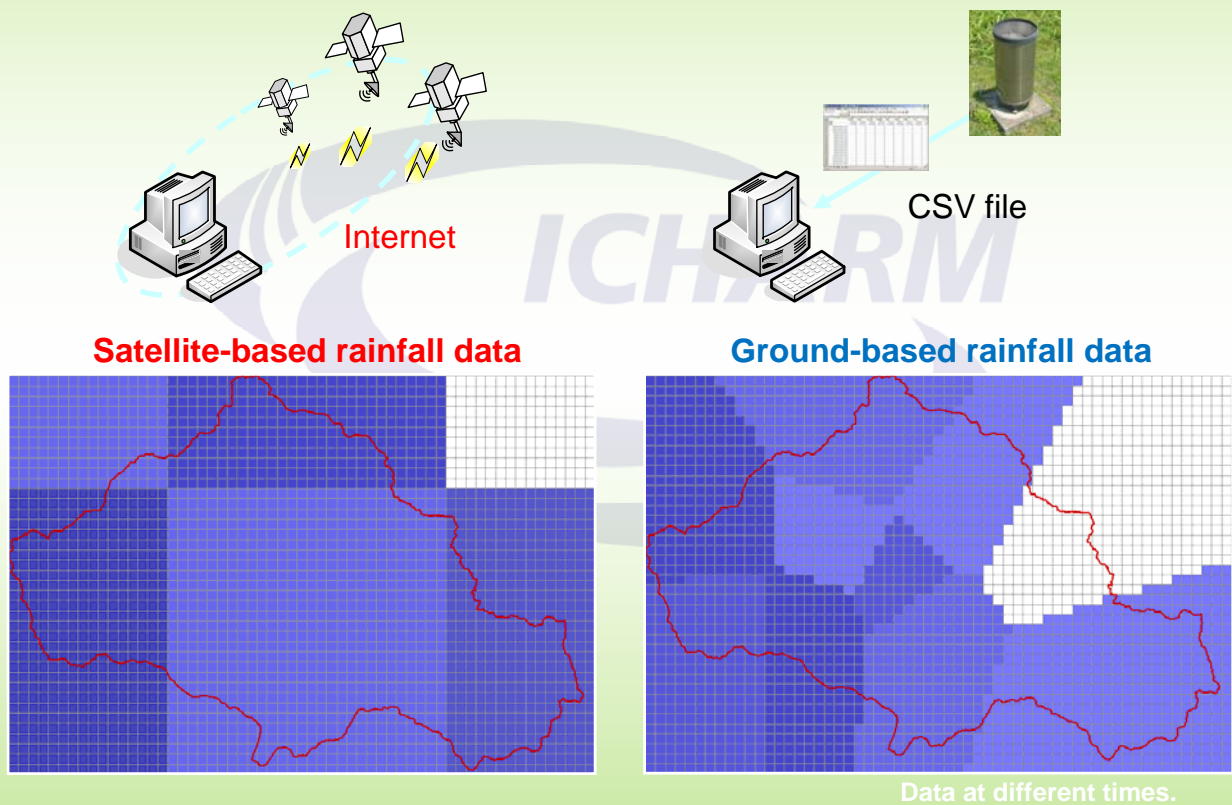 Internet
CSV file
ICHARM
Satellite-based rainfall data
Ground-based rainfall data
Data at different times.